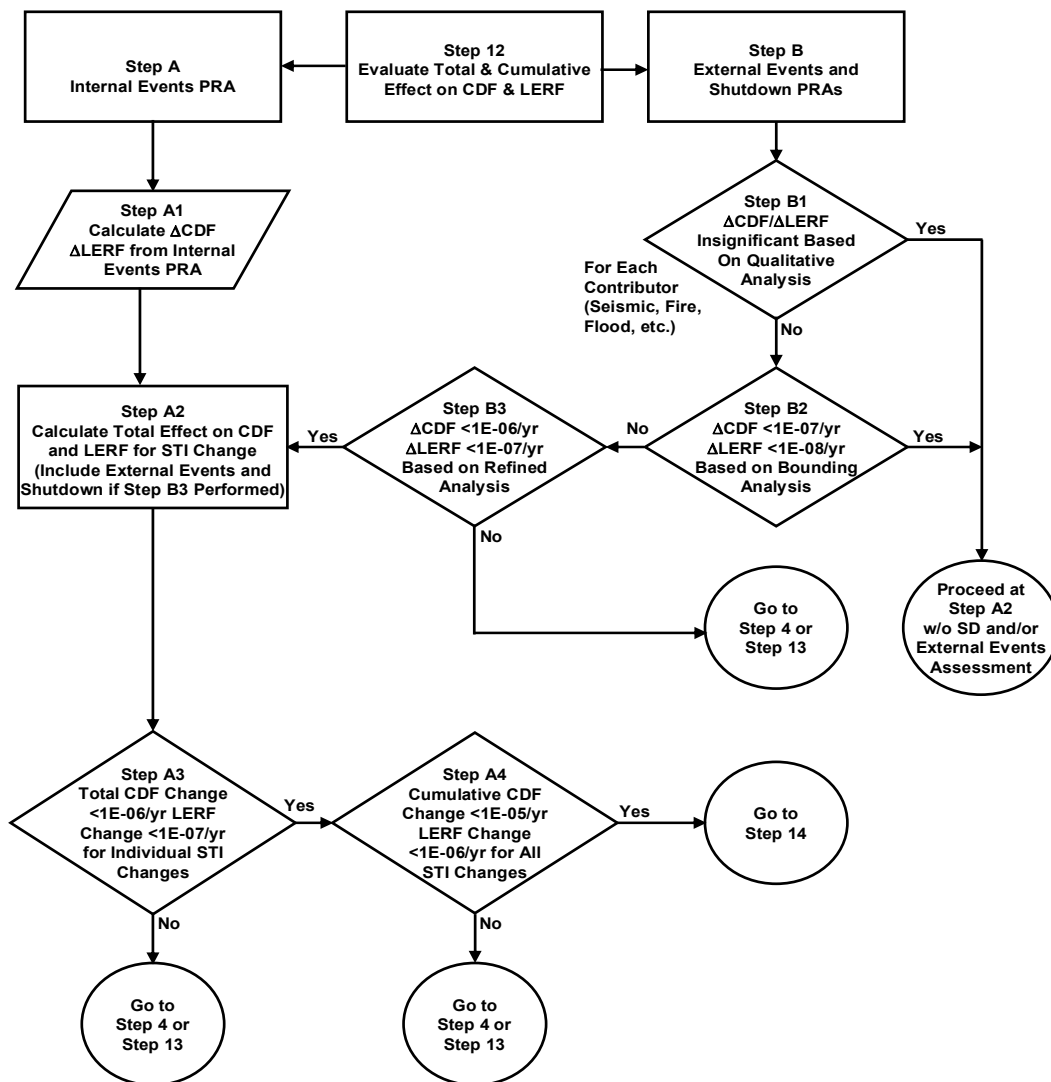 Step A
Internal Events PRA
Step 12
Evaluate Total & Cumulative
Effect on CDF & LERF
Step B
External Events and
Shutdown PRAs
Step A1
Calculate ΔCDF
ΔLERF from Internal
Events PRA
Step B1
ΔCDF/ΔLERF
Insignificant Based
On Qualitative
Analysis
Yes
For Each
Contributor
(Seismic, Fire,
Flood, etc.)
No
Step A2
Calculate Total Effect on CDF
and LERF for STI Change
(Include External Events and
Shutdown if Step B3 Performed)
Yes
Step B3
ΔCDF <1E-06/yr
ΔLERF <1E-07/yr
Based on Refined
Analysis
No
Step B2
ΔCDF <1E-07/yr
ΔLERF <1E-08/yr
Based on Bounding
Analysis
Yes
No
Go to
Step 4 or
Step 13
Proceed at
Step A2
w/o SD and/or
External Events
Assessment
Step A3
Total CDF Change
<1E-06/yr LERF
Change <1E-07/yr
for Individual STI
Changes
Yes
Step A4
Cumulative CDF
Change <1E-05/yr
LERF Change
<1E-06/yr for All
STI Changes
Yes
Go to
Step 14
No
No
Go to
Step 4 or
Step 13
Go to
Step 4 or
Step 13